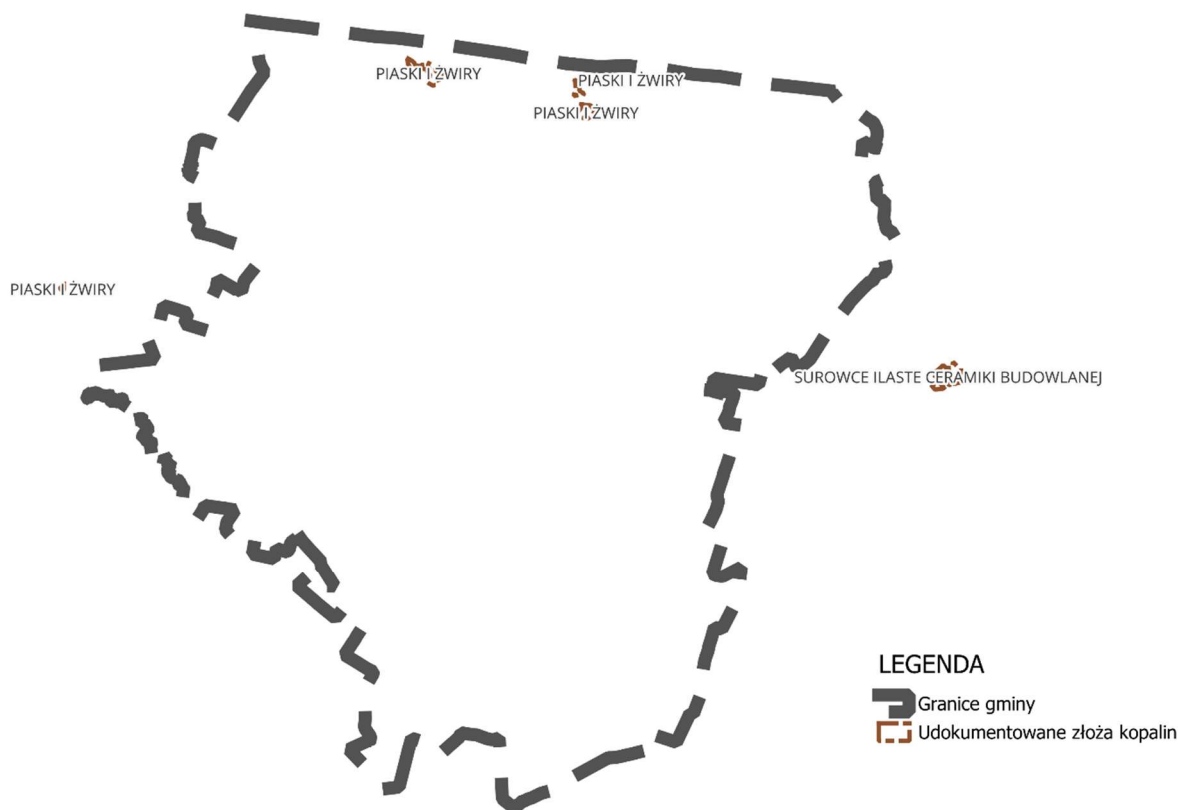 PIASKI I ŻWIRY
PIASKI I ŻWIRY
PIASKI I ŻWIRY
PIASKI I ŻWIRY
SUROWCE ILASTE CERAMIKI BUDOWLANEJ
LEGENDA
Granice gminy
Udokumentowane złoża kopalin